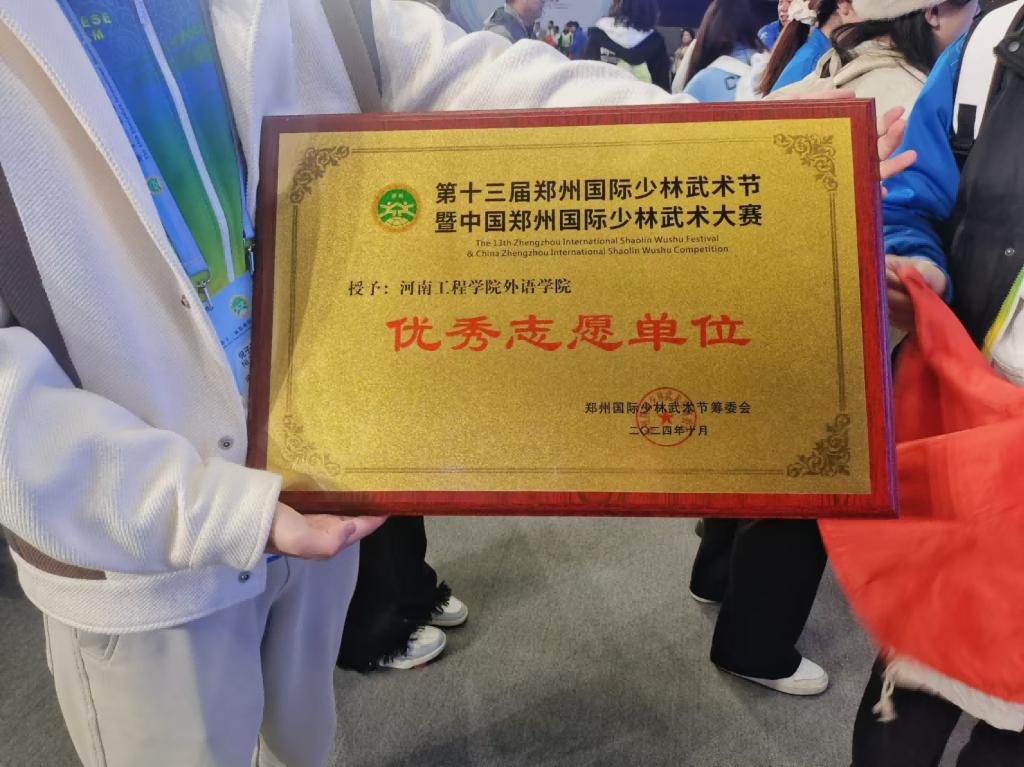 第十三届郑州国际少林武术节
暨中国郑州国际少林武术大赛
The 13th Zhengzhou International Shaolin Wushu Festival
& China Zhengzhou International Shaolin Wushu Competition
授予：河南工程学院外语学院
优秀志愿单位
郑州国际少林武术节筹委会
二〇二四年十月